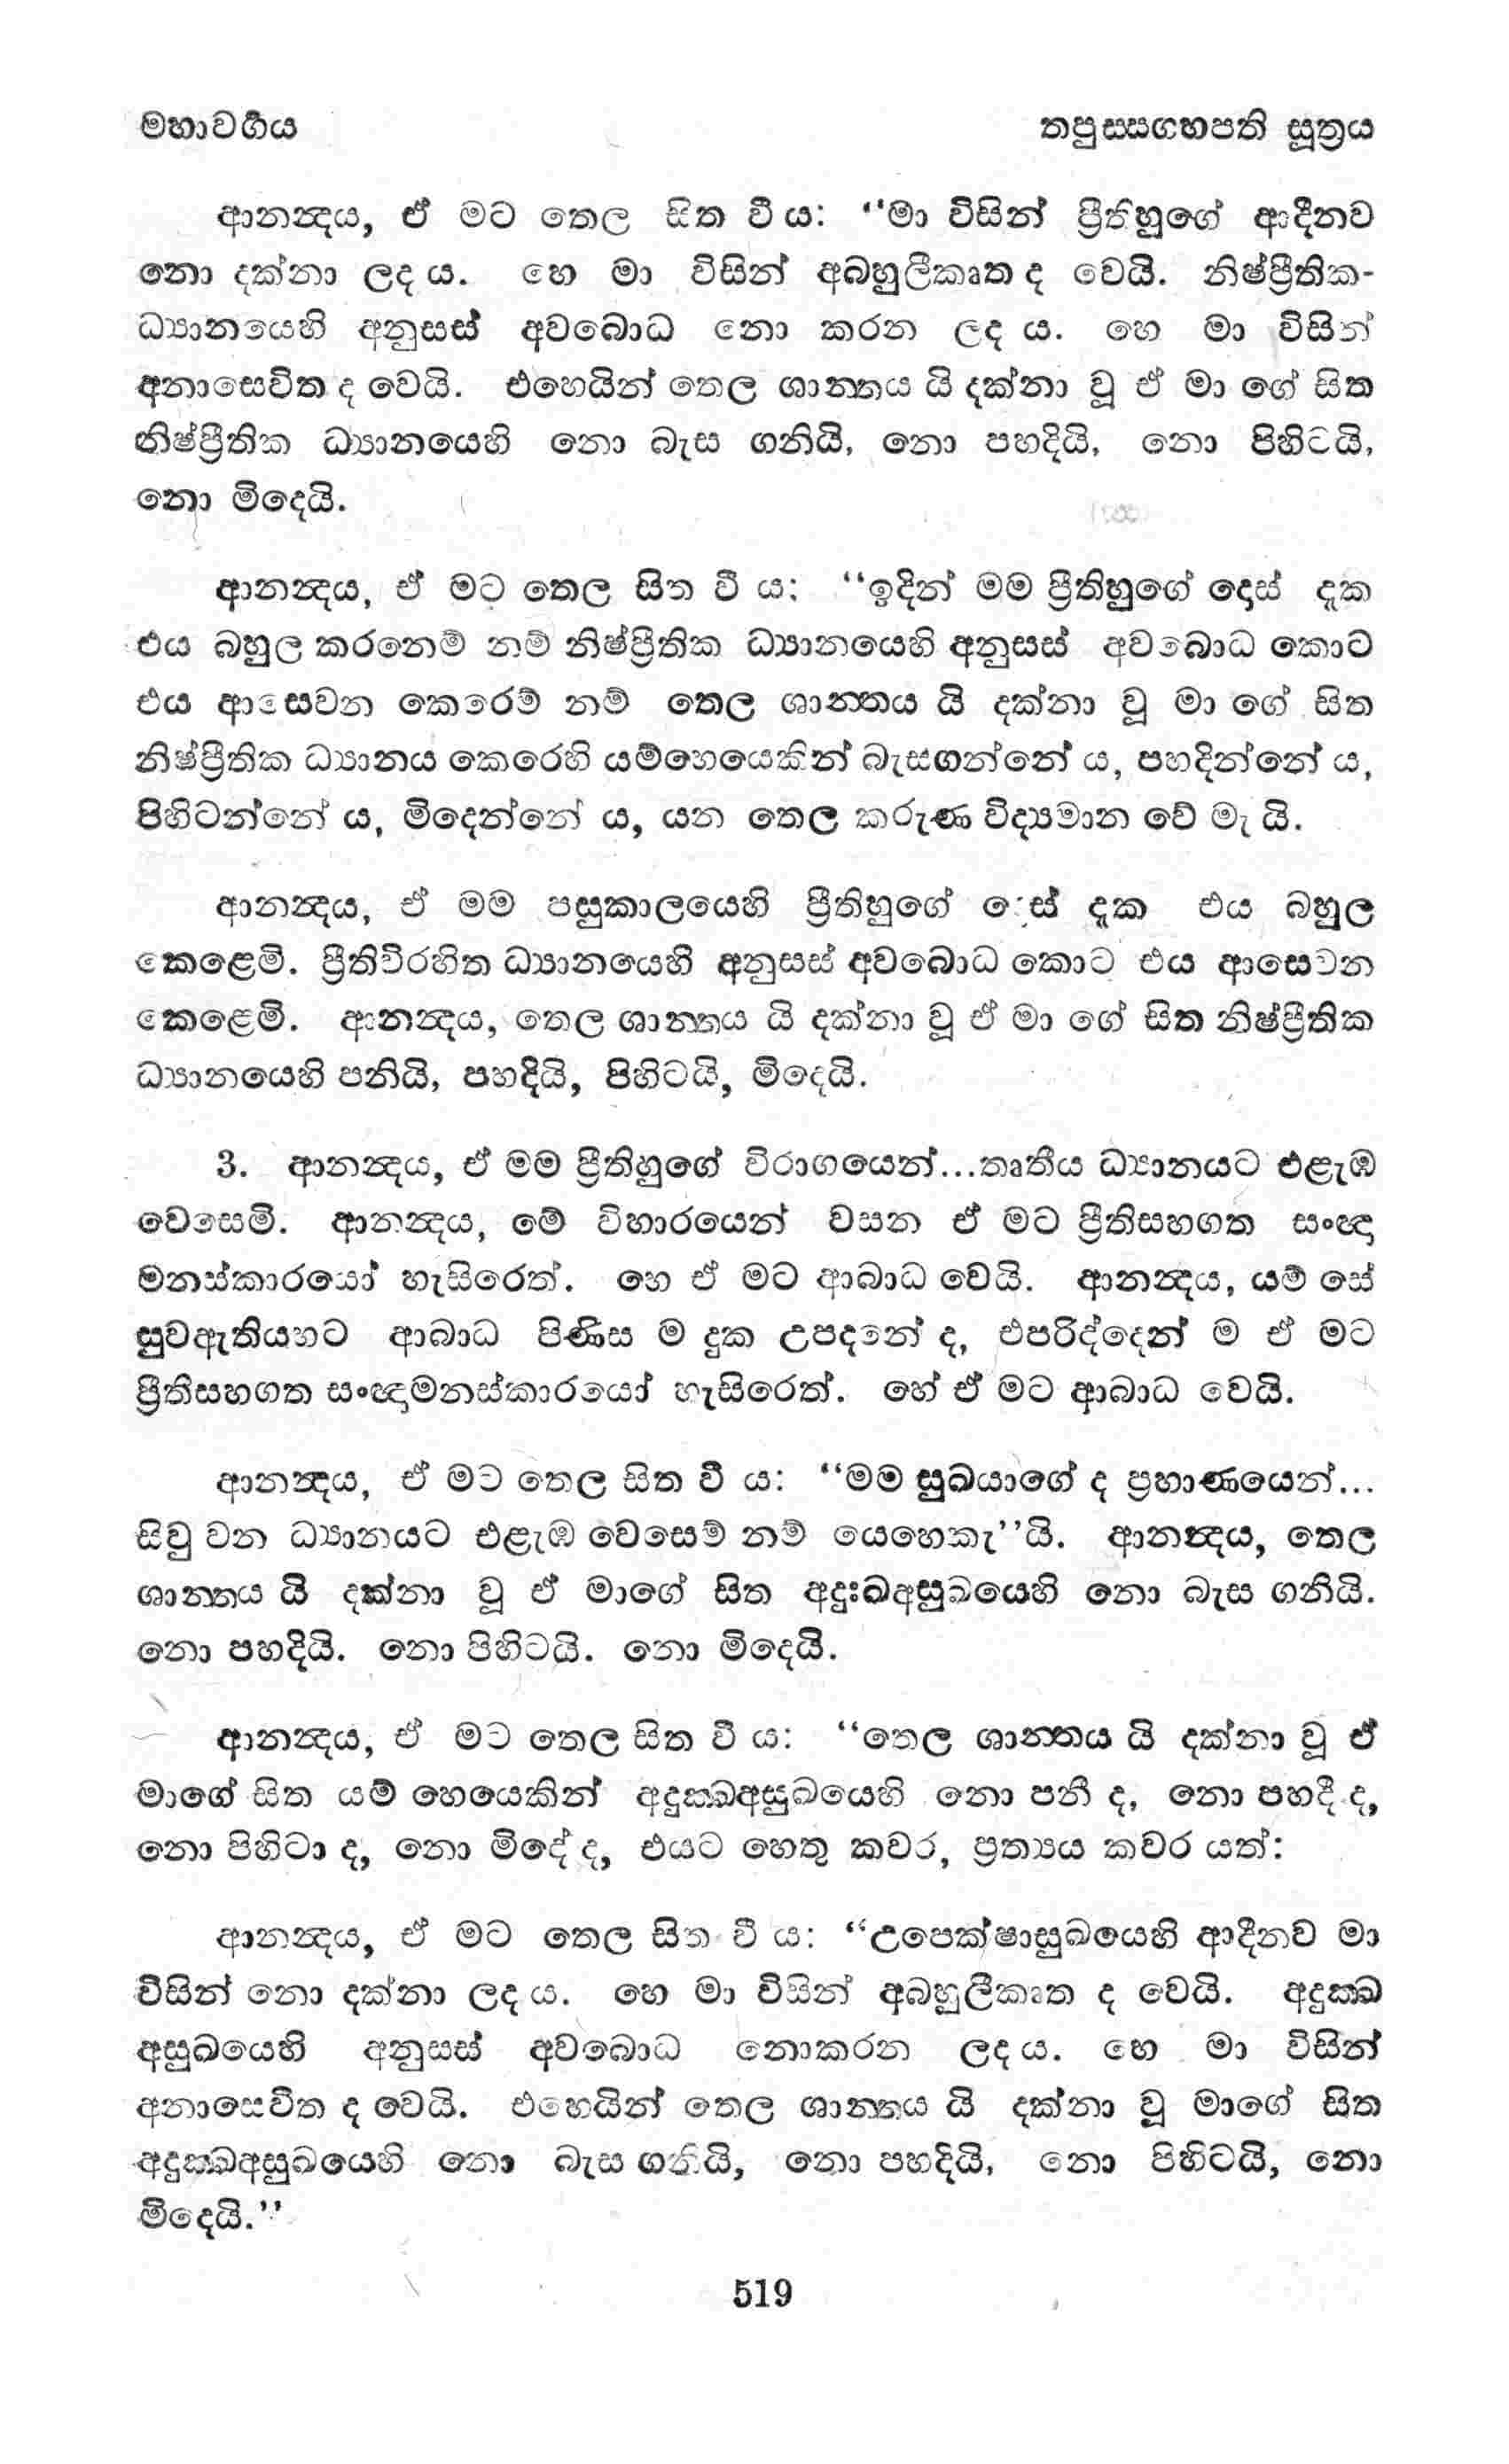 මහාවර්‍ගය තපුස්සගහපති සූත්‍රය
ආනන්‍දය, ඒ මට තෙල සිත වී ය: “මා විසින් ප්‍රීතිහුගේ ආදීනව
නො දක්නා ලද ය. හෙ මා විසින් අබහුලීකෘත ද වෙයි. නිෂ්ප්‍රීතික-
ධ්‍යානයෙහි අනුසස් අවබොධ නො කරන ලද ය. හෙ මා විසින්
අනාසෙවිත ද වෙයි. එහෙයින් තෙල ශාන්‍තය යි දක්නා වූ ඒ මා ගේ සිත
නිෂ්ප්‍රීතික ධ්‍යානයෙහි නො බැස ගනියි, නො පහදියි, නො පිහිටයි,
නො මිදෙයි.
ආනන්‍දය, ඒ මට තෙල සිත වී ය: “ඉදින් මම ප්‍රීතිහුගේ දොස් දැක
එය බහුල කරනෙම් නම් නිෂ්ප්‍රීතික ධ්‍යානයෙහි අනුසස් අවබොධ කොට
එය ආසෙවන කෙරෙම් නම් තෙල ශාන්‍තය යි දක්නා වූ මා ගේ සිත
නිෂ්ප්‍රීතික ධ්‍යානය කෙරෙහි යම්හෙයෙකින් බැසගන්නේ ය, පහදින්නේ ය,
පිහිටන්නේ ය, මිදෙන්නේ ය, යන තෙල කරුණ විද්‍යමාන වේ මැ යි.
ආනන්‍දය, ඒ මම පසුකාලයෙහි ප්‍රීතිහුගේ දැක එය බහුල
කෙළෙමි. ප්‍රීතිවිරහිත ධ්‍යානයෙහි අනුසස් අවබොධ කොට එය ආසෙවන
කෙළෙමි. ආනන්‍දය, තෙල ශාන්‍තය යි දක්නා වූ ඒ මා ගේ සිත නිෂ්ප්‍රීතික
ධ්‍යානයෙහි පනියි, පහදියි, පිහිටයි, මිදෙයි.
3. ආනන්‍දය, ඒ මම ප්‍රීතිහුගේ විරාගයෙන්...තෘතීය ධ්‍යානයට එළැඹ
වෙසෙමි. ආනන්‍දය, මේ විහාරයෙන් වසන ඒ මට ප්‍රීතිසහගත සංඥා
මනස්කාරයෝ හැසිරෙත්. හෙ ඒ මට ආබාධ වෙයි. ආනන්‍දය, යම් සේ
සුවඇතියහට ආබාධ පිණිස ම දුක උපදනේ ද, එපරිද්දෙන් ම ඒ මට
ප්‍රීතිසහගත සංඥාමනස්කාරයෝ හැසිරෙත්. හේ ඒ මට ආබාධ වෙයි.
ආනන්‍දය, ඒ මට තෙල සිත වී ය: “මම සුඛයාගේ ද ප්‍රහාණයෙන්...
සිවු වන ධ්‍යානයට එළැඹ වෙසෙම් නම් යෙහෙකැ’’යි. ආනන්‍දය, තෙල
ශාන්‍තය යි දක්නා වූ ඒ මාගේ සිත අදුඃඛඅසුඛයෙහි නො බැස ගනියි.
නො පහදියි. නො පිහිටයි. නො මිදෙයි.
ආනන්‍දය, ඒ මට තෙල සිත වී ය: “තෙල ශාන්‍තය යි දක්නා වූ ඒ
මාගේ සිත යම් හෙයෙකින් අදුක්‍ඛඅසුඛයෙහි නො පනී ද, නො පහදී ද,
නො පිහිටා ද, නො මිදේ ද, එයට හෙතු කවර, ප්‍රත්‍යය කවර යත්:
ආනන්‍දය, ඒ මට තෙල සිත වී ය: “උපෙක්ෂාසුඛයෙහි ආදීනව මා
විසින් නො දක්නා ලද ය. හෙ මා විසින් අබහුලීකෘත ද වෙයි. අදුක්‍ඛ
අසුඛයෙහි අනුසස් අවබොධ නොකරන ලද ය. හෙ මා විසින්
අනාසෙවිත ද වෙයි. එහෙයින් තෙල ශාන්‍තය යි දක්නා වූ මාගේ සිත
අදුක්‍ඛඅසුඛයෙහි නො බැස ගනියි, නො පහදියි, නො පිහිටයි, නො
මිදෙයි.’’
519